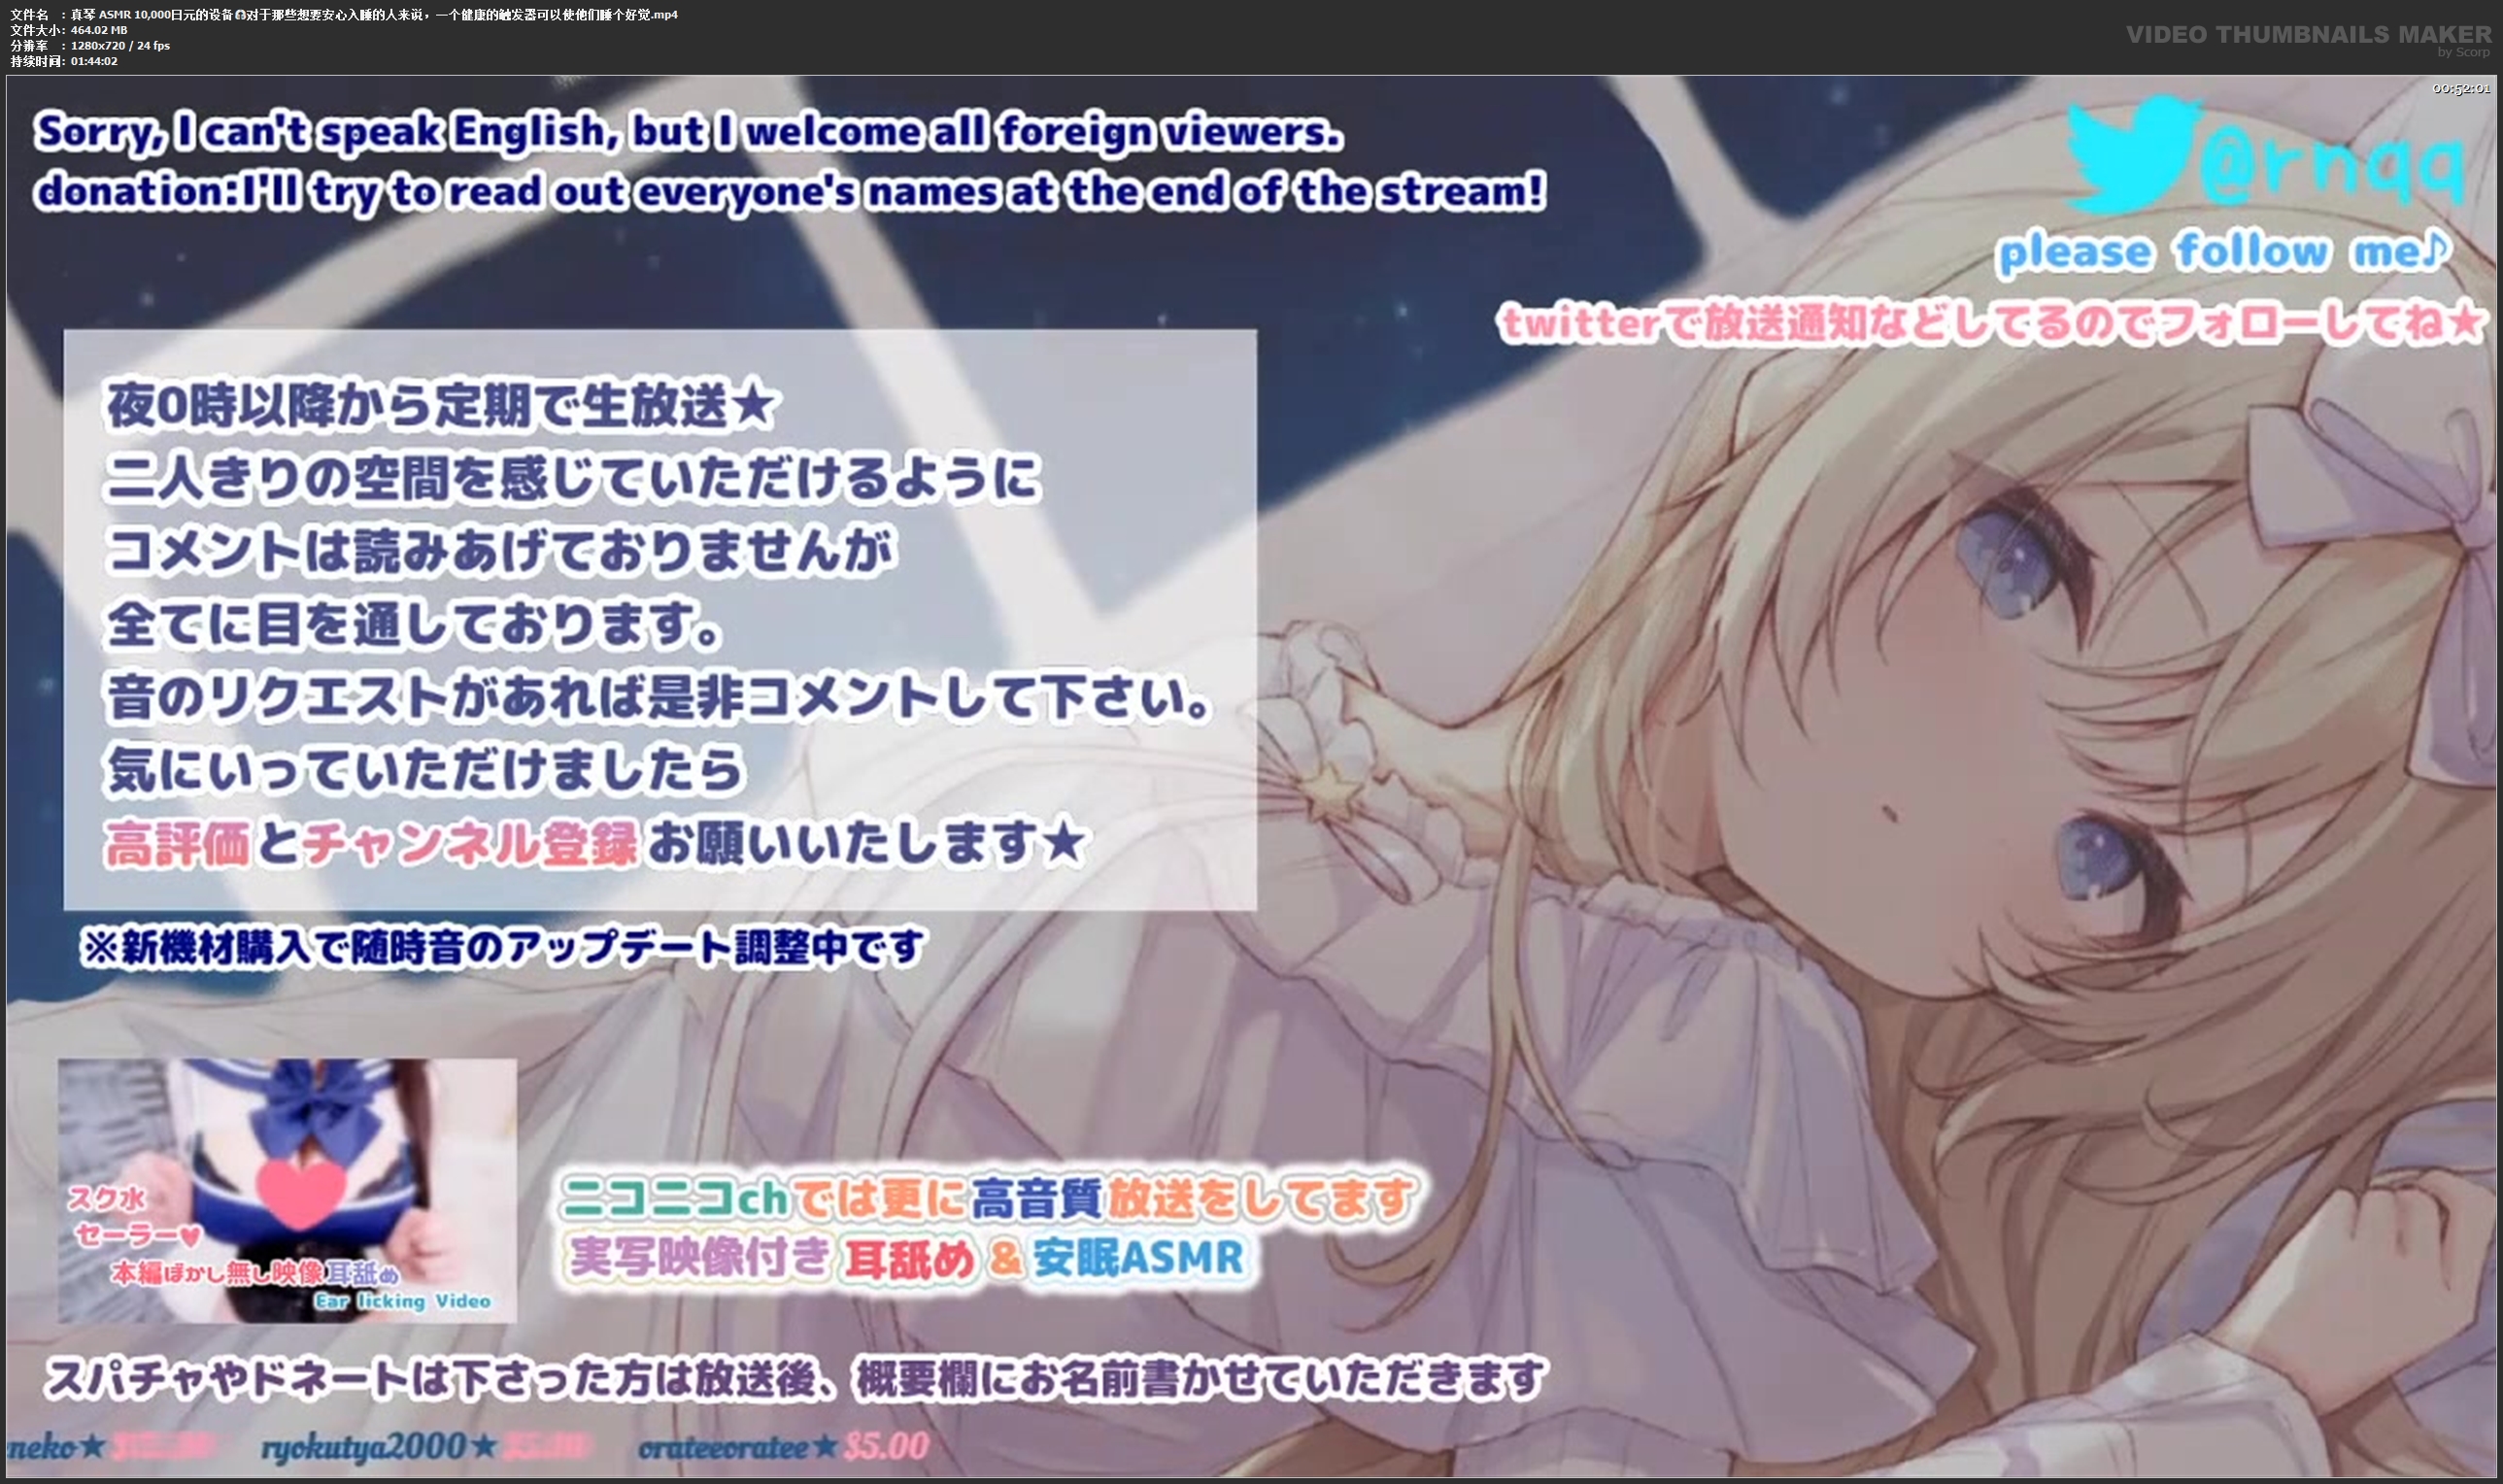 文件名 : 真琴 ASMR 10,000日元的设备🎧对于那些想要安心入睡的人来说，一个健康的触发器可以使他们睡个好觉.mp4
文件大小: 464.02 MB
分辨率 : 1280x720 / 24 fps
持续时间: 01:44:02
VIDEO THUMBNAILS MAKER
by Scorp
00:52:01
Sorry, I can't speak English, but I welcome all foreign viewers.
donation:I'll try to read out everyone's names at the end of the stream!
@rnqq
please follow me♪
twitterで放送通知などしてるのでフォローしてね★
夜0時以降から定期で生放送★
二人きりの空間を感じていただけるように
コメントは読みあげておりませんが
全てに目を通しております。
音のリクエストがあれば是非コメントして下さい。
気にいっていただけましたら
高評価とチャンネル登録お願いいたします★
※新機材購入で随時音のアップデート調整中です
スク水
セーラー♥
本編ぼかし無し映像耳舐め
Ear licking Video
ニコニコchでは更に高音質放送をしてます
実写映像付き耳舐め&安眠ASMR
スパチャやドネートは下さった方は放送後、概要欄にお名前書かせていただきます
neko★ ryokutya2000★ orateeoratee★$5.00